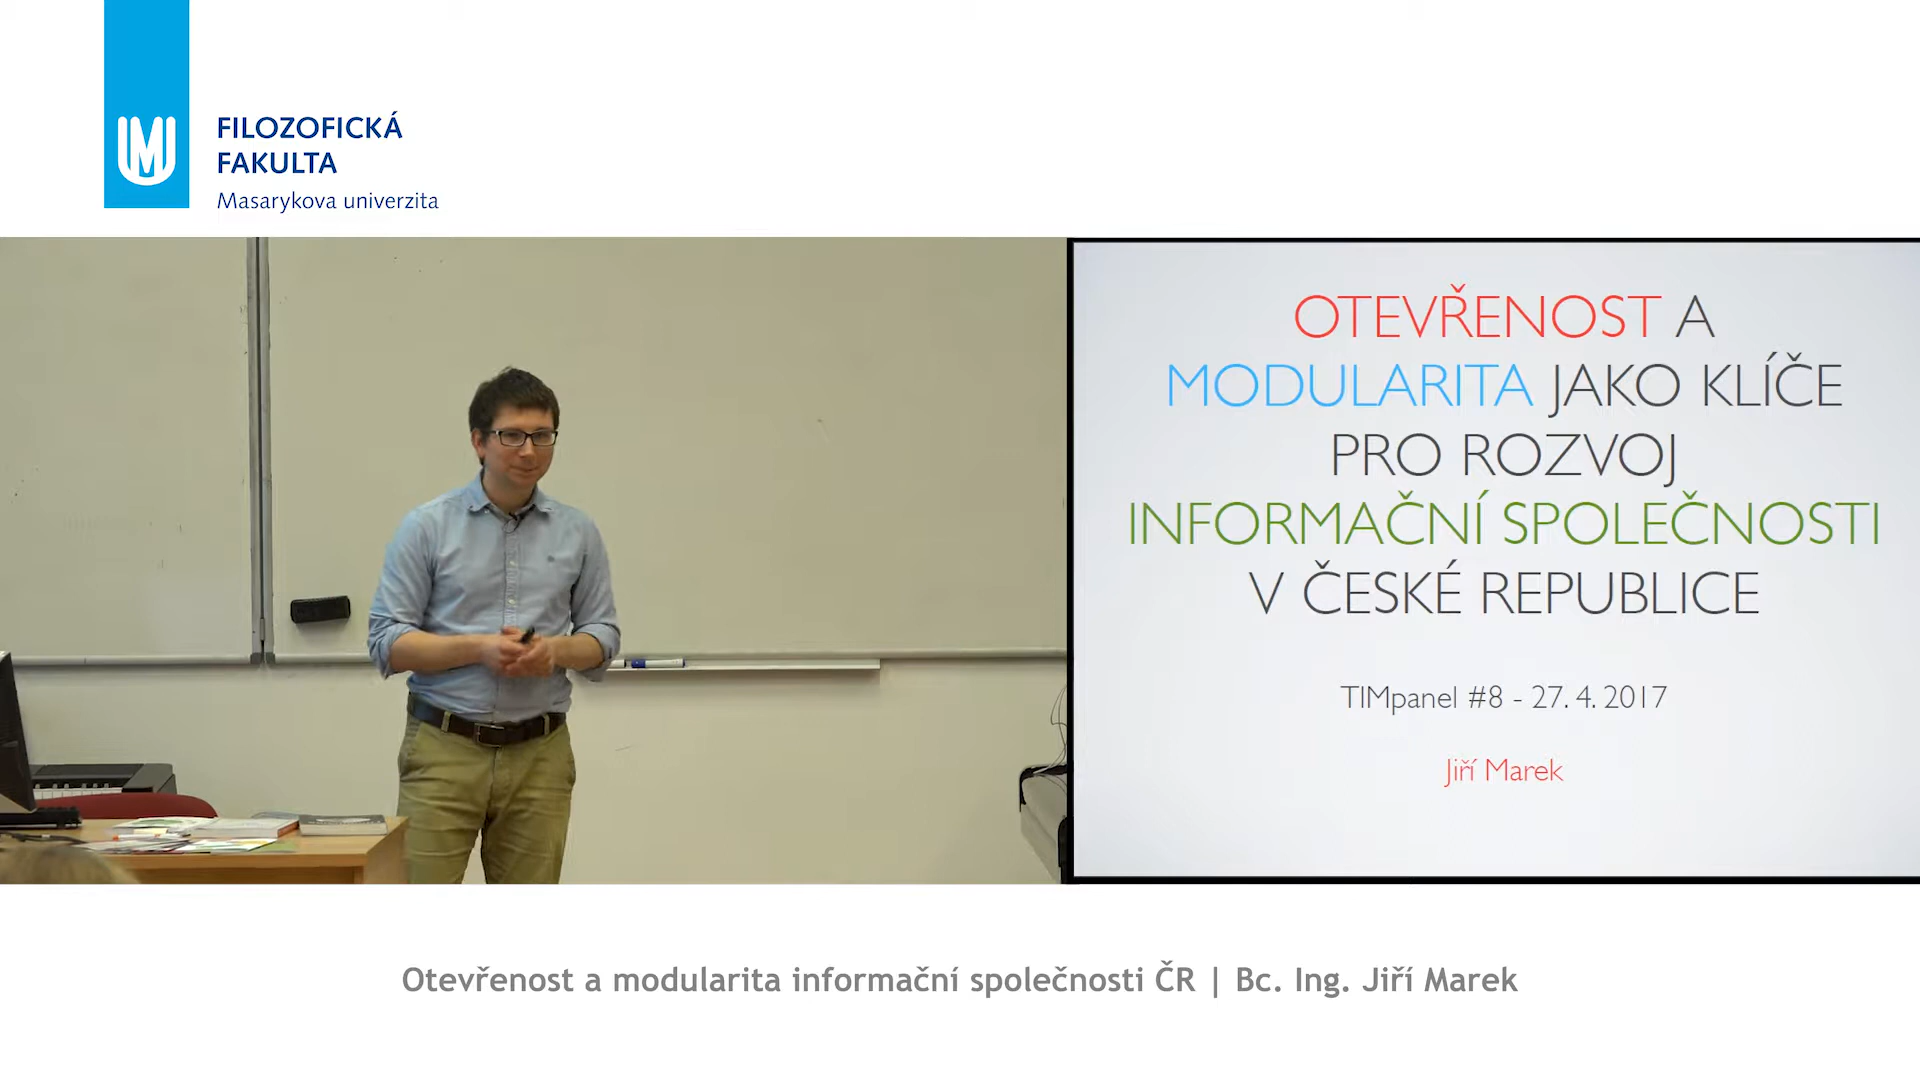 FILOZOFICKÁ
FAKULTA
Masarykova univerzita
OTEVŘENOST A
MODULARITA JAKO KLÍČE
PRO ROZVOJ
INFORMAČNÍ SPOLEČNOSTI
V ČESKÉ REPUBLICE
TIMpanel #8 - 27. 4. 2017
Jiří Marek
Otevřenost a modularita informační společnosti ČR | Bc. Ing. Jiří Marek